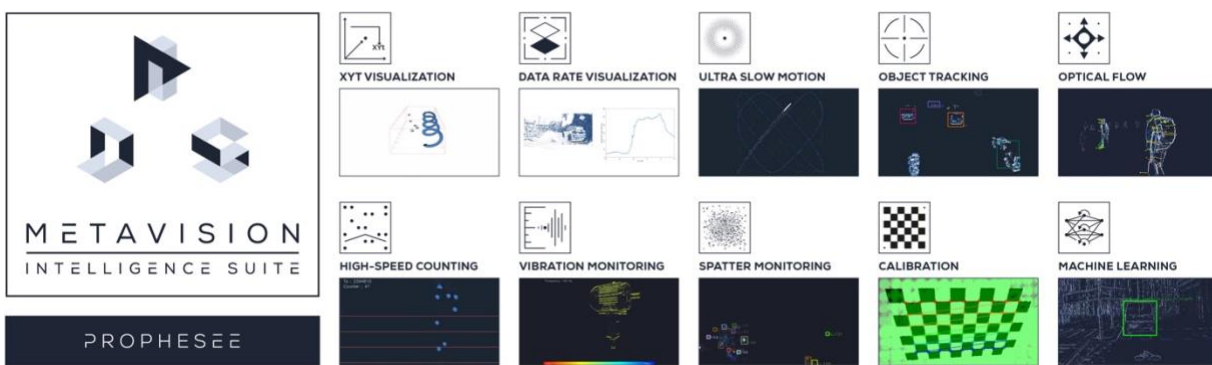 METAVISION
INTELLIGENCE SUITE
PROPHESEE
XYt
XYT VISUALIZATION
DATA RATE VISUALIZATION
ULTRA SLOW MOTION
OBJECT TRACKING
OPTICAL FLOW
HIGH-SPEED COUNTING
VIBRATION MONITORING
SPATTER MONITORING
CALIBRATION
MACHINE LEARNING